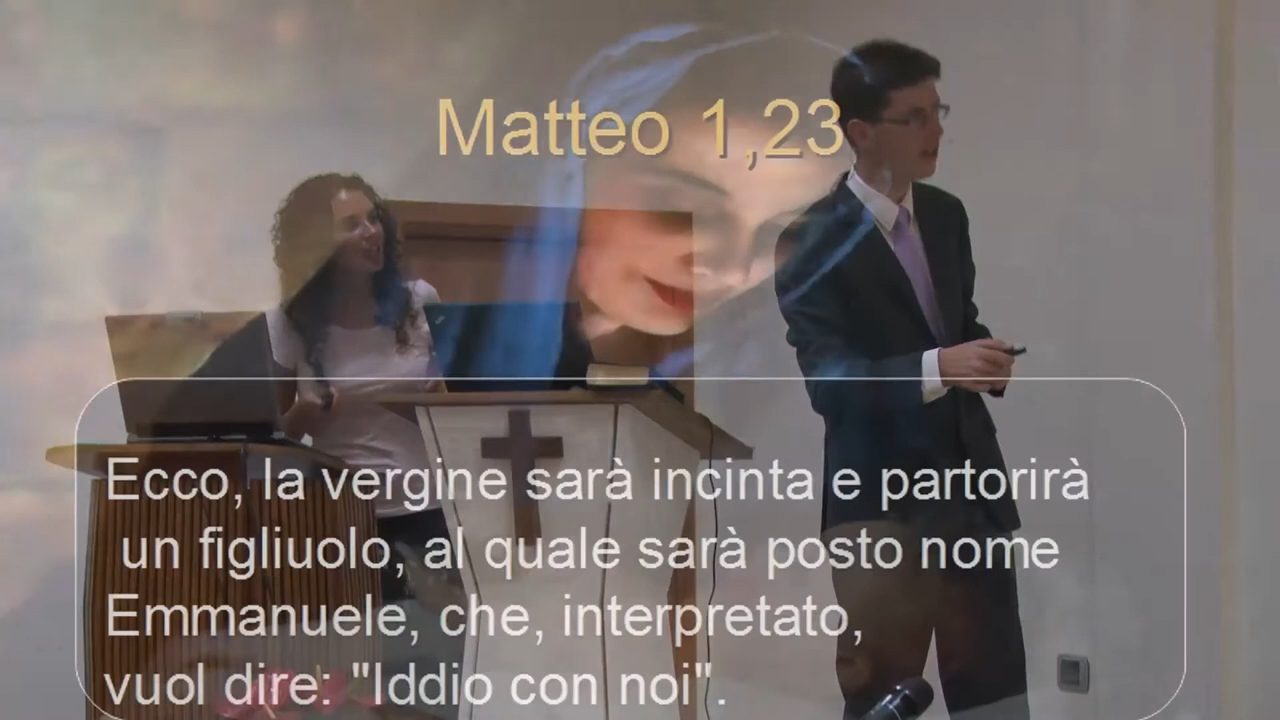 Matteo 1,23
Ecco, la vergine sarà incinta e partorirà
un figliuolo, al quale sarà posto nome
Emmanuele, che, interpretato,
vuol dire: "Iddio con noi".